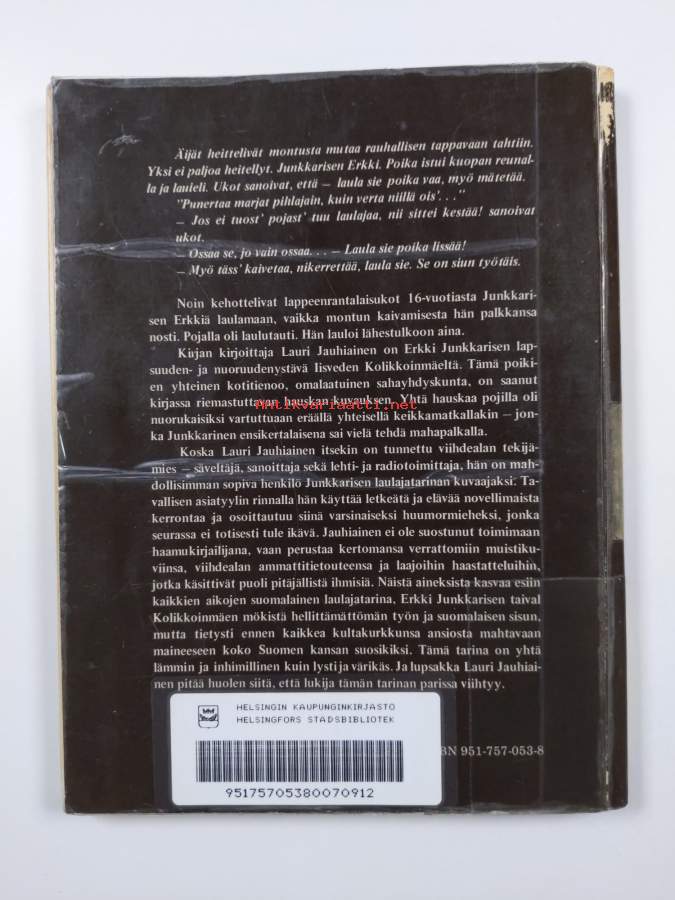 Äijät heittelivät montusta mutaa rauhallisen tappavaan tahtiin.
Yksi ei paljoa heitellyt. Junkkarisen Erkki. Poika istui kuopan reunal-
la ja lauleli. Ukot sanoivat, että – laula sie poika vaa, myö mätetää.
"Punertaa marjat pihlajain, kuin verta niillä ois'. . ."
– Jos ei tuost' pojast' tuu laulajaa, nii sittei kestää! sanoivat
ukot.
– Ossaa se, jo vain ossaa. . . – Laula sie poika lissää!
– Myö täss' kaivetaa, nikerrettää, laula sie. Se on siun työtäis.
Noin kehottelivat lappeenrantalaisukot 16-vuotiasta Junkkari-
sen Erkkiä laulamaan, vaikka montun kaivamisesta hän palkkansa
nosti. Pojalla oli laulutauti. Hän lauloi lähestulkoon aina.
Kirjan kirjoittaja Lauri Jauhiainen on Erkki Junkkarisen lap-
suuden- ja nuoruudenystävä Iisveden Kolikkoinmäeltä. Tämä poiki-
en yhteinen kotitienoo, omalaatuinen sahayhdyskunta, on saanut
kirjassa riemastuttavan hauskan kuvauksen. Yhtä hauskaa pojilla oli
Antikvariaatti.net
nuorukaisiksi vartuttuaan eräällä yhteisellä keikkamatkallakin – jon-
ka Junkkarinen ensikertalaisena sai vielä tehdä mahapalkalla.
Koska Lauri Jauhiainen itsekin on tunnettu viihdealan tekijä-
mies – säveltäjä, sanoittaja sekä lehti- ja radiotoimittaja, hän on mah-
dollisimman sopiva henkilö Junkkarisen laulajatarinan kuvaajaksi. Ta-
vallisen asiatyylin rinnalla hän käyttää letkeätä ja elävää novellimaista
kerrontaa ja osoittautuu siinä varsinaiseksi huumormieheksi, jonka
seurassa ei totisesti tule ikävä. Jauhiainen ei ole suostunut toimimaan
haamukirjailijana, vaan perustaa kertomansa verrattomiin muistiku-
viinsa, viihdealan ammattitietouteensa ja laajoihin haastatteluihin,
jotka käsittivät puoli pitäjällistä ihmisiä. Näistä aineksista kasvaa esiin
kaikkien aikojen suomalainen laulajatarina, Erkki Junkkarisen taival
Kolikkoinmäen mökistä hellittämättömän työn ja suomalaisen sisun,
mutta tietysti ennen kaikkea kultakurkkunsa ansiosta mahtavaan
maineeseen koko Suomen kansan suosikiksi. Tämä tarina on yhtä
lämmin ja inhimillinen kuin lysti ja värikäs. Ja lupsakka Lauri Jauhiai-
nen pitää huolen siitä, että lukija tämän tarinan parissa viihtyy.
HELSINGIN KAUPUNGINKIRJASTO
HELSINGFORS STADSBIBLIOTEK
BN 951-757-053-8
95175705380070912